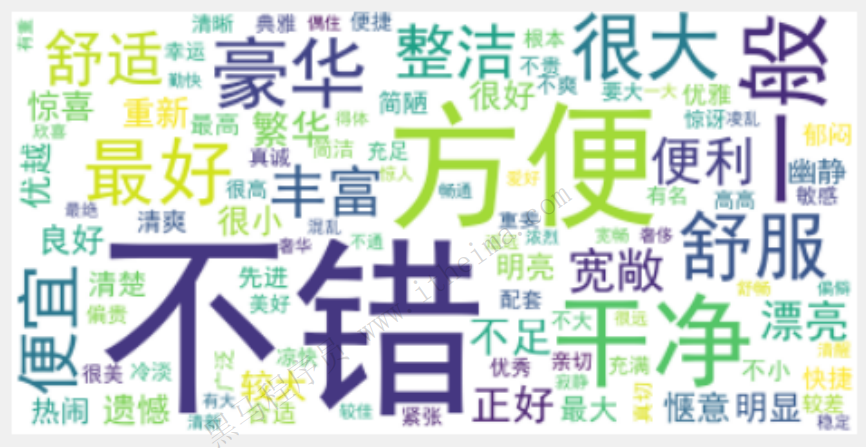 有重
清晰
典雅
偶住
便捷
舒适
幸运
勤快
豪华
整洁
根本
不贵
不爽
很大
一般
惊喜
欣喜
重新
最高
繁华
得体
简陋
很好
要大
一大
优雅
惊讶
凌乱
郁闷
优越
最好
真诚
简洁
充足
惊人
方便
便利
幽静
敏感
很高
丰富
畅通
爱好
有名
高高
最绝
清爽
很小
混乱
重要
宽畅
奢侈
舒服
良好
奢华
不通
浓烈
明亮
宽敞
便宜
清楚
偏贵
先进
美好
不错
配套
不足
干净
舒畅
偏僻
漂亮
不大
很远
清醒
很美
冷淡
广泛
凉快
较大
优秀
亲切
寂静
充满
不小
快捷
热闹
遗憾
有大
清新
合适
较佳
紧张
正好
最大
真切
惬意
明显
较差
稳定
黑马程序员 www.itheima.com